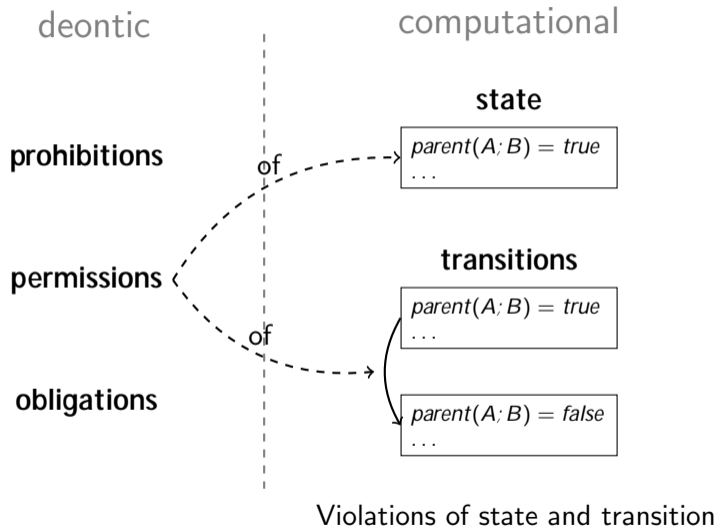 deontic
computational
state
parent(A; B) = true
. . .
prohibitions
of
permissions
transitions
parent(A; B) = true
. . .
of
obligations
parent(A; B) = false
. . .
Violations of state and transition